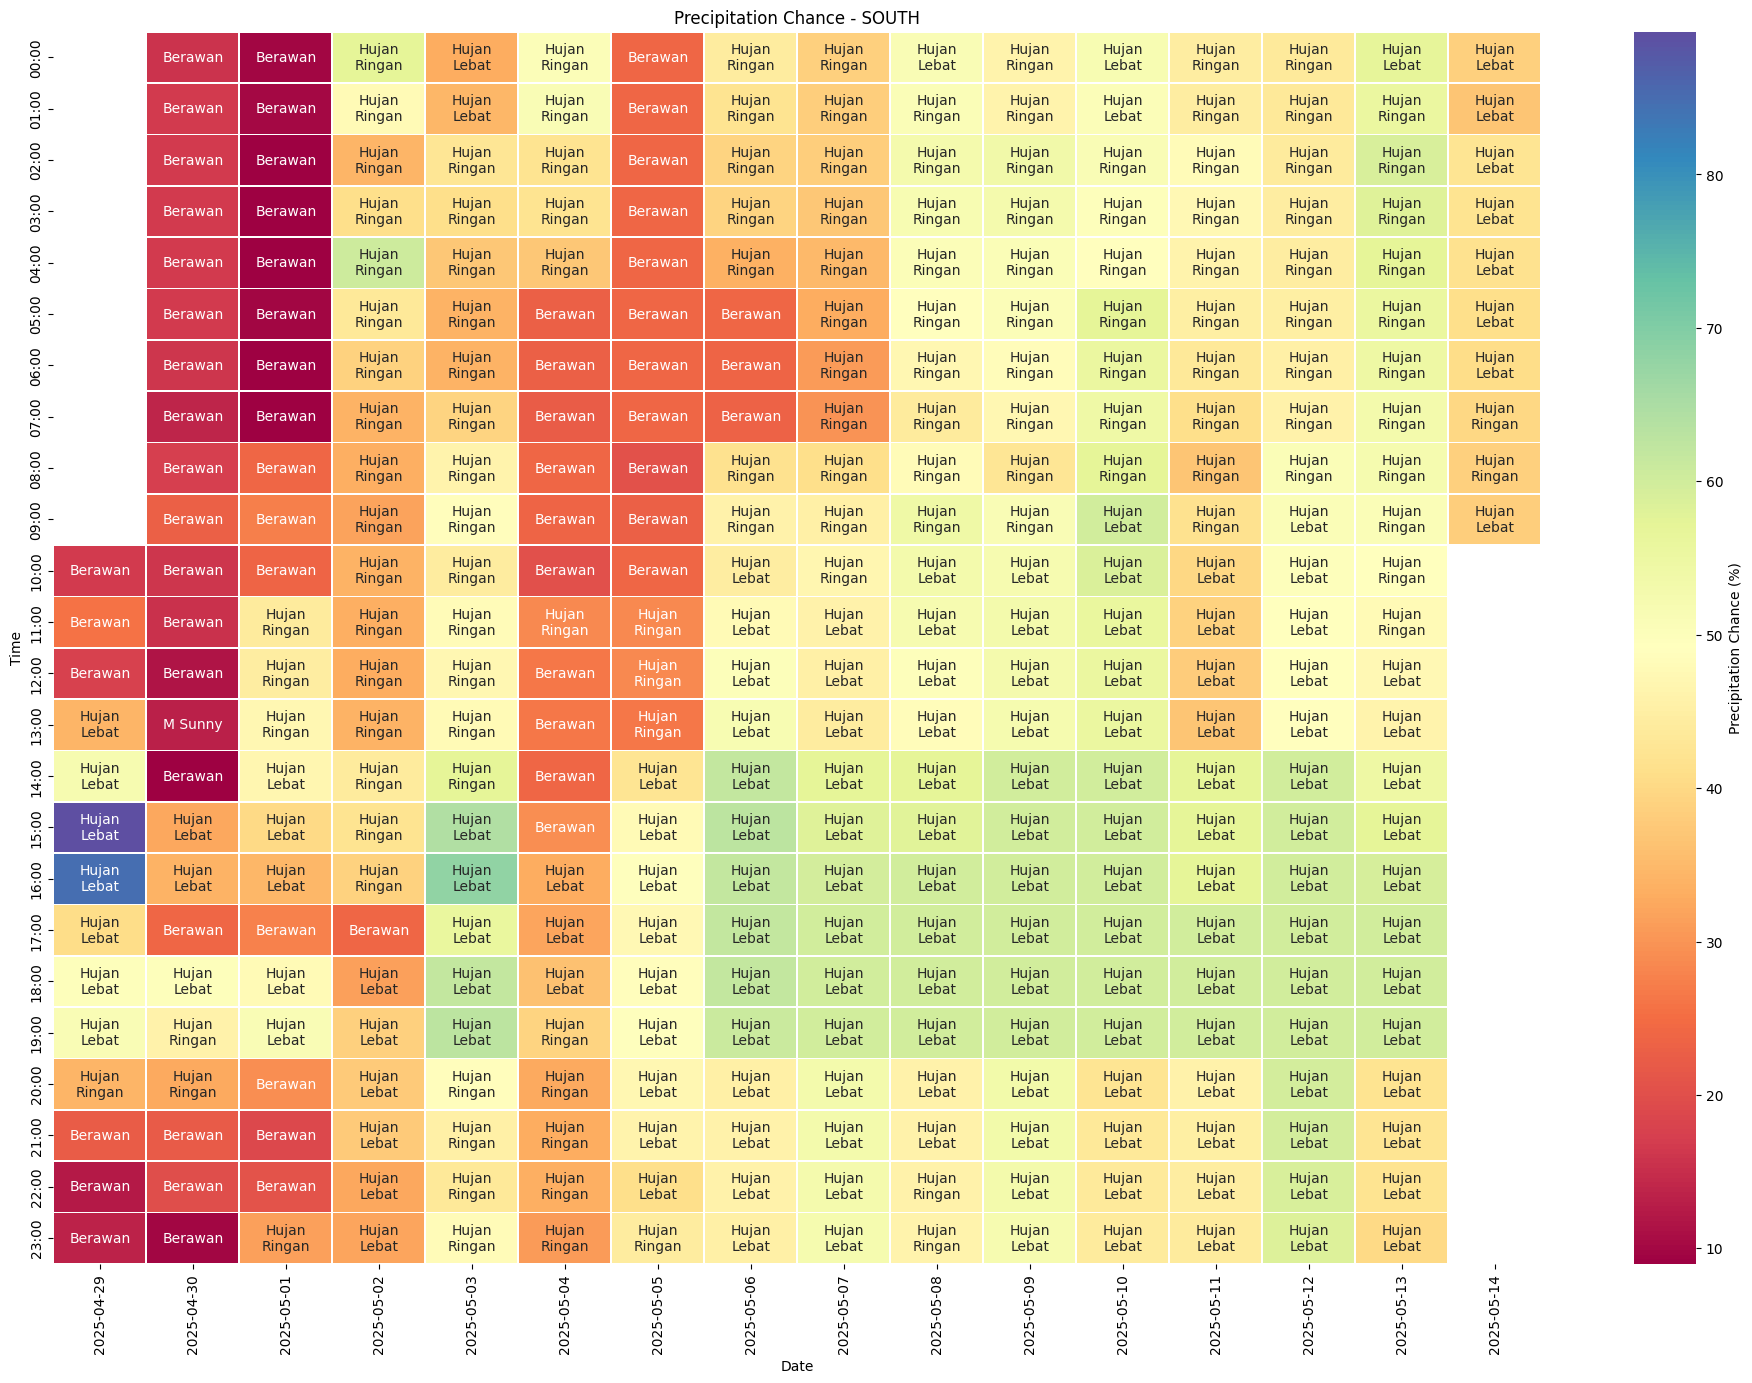 Precipitation Chance - SOUTH
00:00 Berawan Berawan Hujan Ringan Hujan Lebat Hujan Ringan Berawan Hujan Ringan Hujan Ringan Hujan Lebat Hujan Ringan Hujan Lebat Hujan Ringan Hujan Ringan Hujan Lebat Hujan Lebat
01:00 Berawan Berawan Hujan Ringan Hujan Lebat Hujan Ringan Berawan Hujan Ringan Hujan Ringan Hujan Ringan Hujan Ringan Hujan Lebat Hujan Ringan Hujan Ringan Hujan Ringan Hujan Lebat
02:00 Berawan Berawan Hujan Ringan Hujan Ringan Hujan Ringan Berawan Hujan Ringan Hujan Ringan Hujan Ringan Hujan Ringan Hujan Ringan Hujan Ringan Hujan Ringan Hujan Ringan Hujan Lebat
03:00 Berawan Berawan Hujan Ringan Hujan Ringan Hujan Ringan Berawan Hujan Ringan Hujan Ringan Hujan Ringan Hujan Ringan Hujan Ringan Hujan Ringan Hujan Ringan Hujan Ringan Hujan Lebat
04:00 Berawan Berawan Hujan Ringan Hujan Ringan Hujan Ringan Berawan Hujan Ringan Hujan Ringan Hujan Ringan Hujan Ringan Hujan Ringan Hujan Ringan Hujan Ringan Hujan Ringan Hujan Lebat
05:00 Berawan Berawan Hujan Ringan Hujan Ringan Berawan Berawan Berawan Hujan Ringan Hujan Ringan Hujan Ringan Hujan Ringan Hujan Ringan Hujan Ringan Hujan Ringan Hujan Lebat
06:00 Berawan Berawan Hujan Ringan Hujan Ringan Berawan Berawan Berawan Hujan Ringan Hujan Ringan Hujan Ringan Hujan Ringan Hujan Ringan Hujan Ringan Hujan Ringan Hujan Lebat
07:00 Berawan Berawan Hujan Ringan Hujan Ringan Berawan Berawan Berawan Hujan Ringan Hujan Ringan Hujan Ringan Hujan Ringan Hujan Ringan Hujan Ringan Hujan Ringan Hujan Ringan
08:00 Berawan Berawan Hujan Ringan Hujan Ringan Berawan Berawan Hujan Ringan Hujan Ringan Hujan Ringan Hujan Ringan Hujan Ringan Hujan Ringan Hujan Ringan Hujan Ringan Hujan Ringan
09:00 Berawan Berawan Hujan Ringan Hujan Ringan Berawan Berawan Hujan Ringan Hujan Ringan Hujan Ringan Hujan Ringan Hujan Lebat Hujan Ringan Hujan Lebat Hujan Ringan Hujan Lebat
10:00 Berawan Berawan Berawan Hujan Ringan Hujan Ringan Berawan Berawan Hujan Lebat Hujan Ringan Hujan Lebat Hujan Lebat Hujan Lebat Hujan Lebat Hujan Lebat Hujan Ringan
11:00 Berawan Berawan Hujan Ringan Hujan Ringan Hujan Ringan Hujan Ringan Hujan Ringan Hujan Lebat Hujan Lebat Hujan Lebat Hujan Lebat Hujan Lebat Hujan Lebat Hujan Lebat Hujan Ringan
12:00 Berawan Berawan Hujan Ringan Hujan Ringan Hujan Ringan Berawan Hujan Ringan Hujan Lebat Hujan Lebat Hujan Lebat Hujan Lebat Hujan Lebat Hujan Lebat Hujan Lebat Hujan Lebat
13:00 Hujan Lebat M Sunny Hujan Ringan Hujan Ringan Hujan Ringan Berawan Hujan Ringan Hujan Lebat Hujan Lebat Hujan Lebat Hujan Lebat Hujan Lebat Hujan Lebat Hujan Lebat Hujan Lebat
14:00 Hujan Lebat Berawan Hujan Lebat Hujan Ringan Hujan Ringan Berawan Hujan Lebat Hujan Lebat Hujan Lebat Hujan Lebat Hujan Lebat Hujan Lebat Hujan Lebat Hujan Lebat Hujan Lebat
15:00 Hujan Lebat Hujan Lebat Hujan Lebat Hujan Ringan Hujan Lebat Berawan Hujan Lebat Hujan Lebat Hujan Lebat Hujan Lebat Hujan Lebat Hujan Lebat Hujan Lebat Hujan Lebat Hujan Lebat
16:00 Hujan Lebat Hujan Lebat Hujan Lebat Hujan Ringan Hujan Lebat Hujan Lebat Hujan Lebat Hujan Lebat Hujan Lebat Hujan Lebat Hujan Lebat Hujan Lebat Hujan Lebat Hujan Lebat Hujan Lebat
17:00 Hujan Lebat Berawan Berawan Berawan Hujan Lebat Hujan Lebat Hujan Lebat Hujan Lebat Hujan Lebat Hujan Lebat Hujan Lebat Hujan Lebat Hujan Lebat Hujan Lebat Hujan Lebat
18:00 Hujan Lebat Hujan Lebat Hujan Lebat Hujan Lebat Hujan Lebat Hujan Lebat Hujan Lebat Hujan Lebat Hujan Lebat Hujan Lebat Hujan Lebat Hujan Lebat Hujan Lebat Hujan Lebat Hujan Lebat
19:00 Hujan Lebat Hujan Ringan Hujan Lebat Hujan Lebat Hujan Lebat Hujan Ringan Hujan Lebat Hujan Lebat Hujan Lebat Hujan Lebat Hujan Lebat Hujan Lebat Hujan Lebat Hujan Lebat Hujan Lebat
20:00 Hujan Ringan Hujan Ringan Berawan Hujan Lebat Hujan Ringan Hujan Ringan Hujan Lebat Hujan Lebat Hujan Lebat Hujan Lebat Hujan Lebat Hujan Lebat Hujan Lebat Hujan Lebat Hujan Lebat
21:00 Berawan Berawan Berawan Hujan Lebat Hujan Ringan Hujan Ringan Hujan Lebat Hujan Lebat Hujan Lebat Hujan Lebat Hujan Lebat Hujan Lebat Hujan Lebat Hujan Lebat Hujan Lebat
22:00 Berawan Berawan Berawan Hujan Lebat Hujan Ringan Hujan Ringan Hujan Lebat Hujan Lebat Hujan Lebat Hujan Ringan Hujan Lebat Hujan Lebat Hujan Lebat Hujan Lebat Hujan Lebat
23:00 Berawan Berawan Hujan Ringan Hujan Lebat Hujan Ringan Hujan Ringan Hujan Ringan Hujan Lebat Hujan Lebat Hujan Ringan Hujan Lebat Hujan Lebat Hujan Lebat Hujan Lebat Hujan Lebat
Time
2025-04-29 2025-04-30 2025-05-01 2025-05-02 2025-05-03 2025-05-04 2025-05-05 2025-05-06 2025-05-07 2025-05-08 2025-05-09 2025-05-10 2025-05-11 2025-05-12 2025-05-13 2025-05-14
Date
80
70
60
50
40
30
20
10
Precipitation Chance (%)